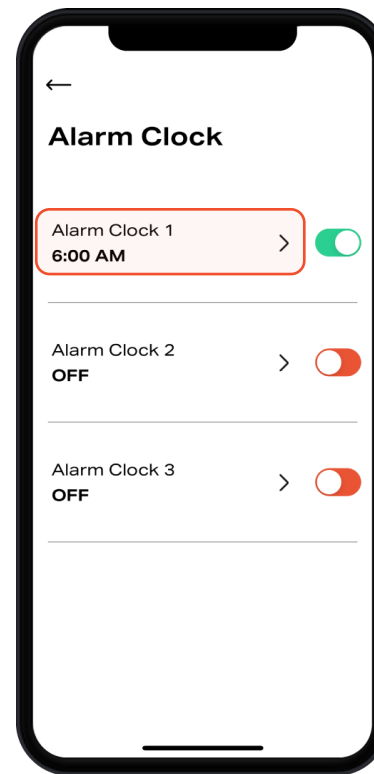 Alarm Clock
Alarm Clock 1
6:00 AM
Alarm Clock 2
OFF
Alarm Clock 3
OFF